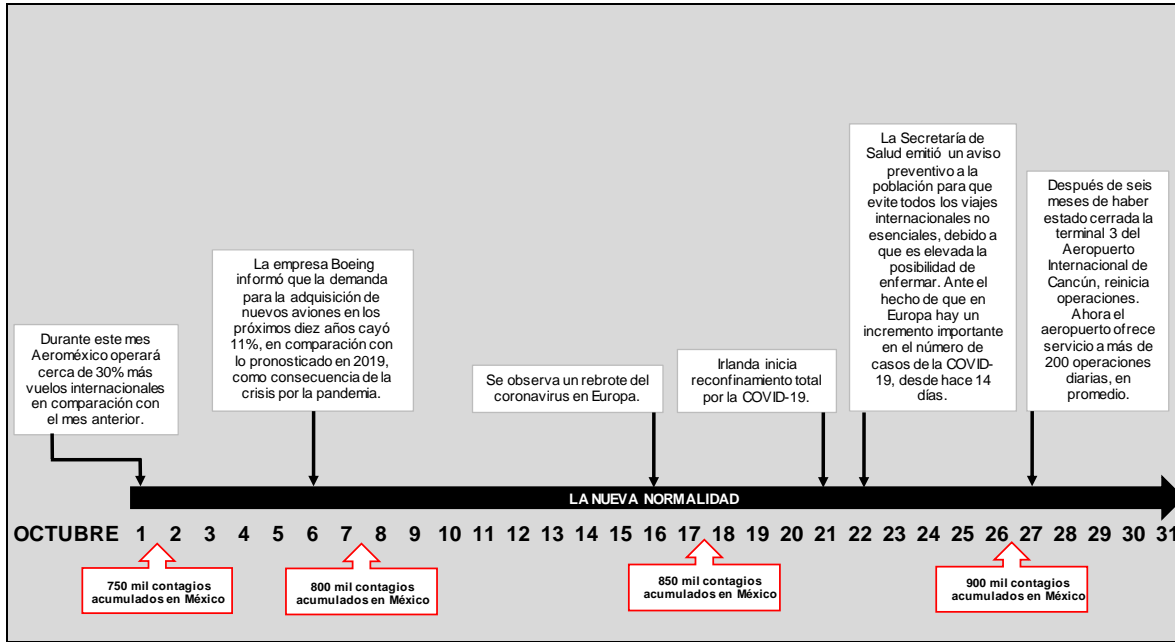 Durante este mes
Aeroméxico operará
cerca de 30% más
vuelos internacionales
en comparación con
el mes anterior.
La empresa Boeing
informó que la demanda
para la adquisición de
nuevos aviones en los
próximos diez años cayó
11%, en comparación con
lo pronosticado en 2019,
como consecuencia de la
crisis por la pandemia.
Se observa un rebrote del
coronavirus en Europa.
Irlanda inicia
reconfinamiento total
por la COVID-19.
La Secretaría de
Salud emitió un aviso
preventivo a la
población para que
evite todos los viajes
internacionales no
esenciales, debido a
que es elevada la
posibilidad de
enfermar. Ante el
hecho de que en
Europa hay un
incremento importante
en el número de
casos de la COVID-
19, desde hace 14
días.
Después de seis
meses de haber
estado cerrada la
terminal 3 del
Aeropuerto
Internacional de
Cancún, reinicia
operaciones.
Ahora el
aeropuerto ofrece
servicio a más de
200 operaciones
diarias, en
promedio.
LA NUEVA NORMALIDAD
OCTUBRE 1 2 3 4 5 6 7 8 9 10 11 12 13 14 15 16 17 18 19 20 21 22 23 24 25 26 27 28 29 30 31
750 mil contagios
acumulados en México
800 mil contagios
acumulados en México
850 mil contagios
acumulados en México
900 mil contagios
acumulados en México